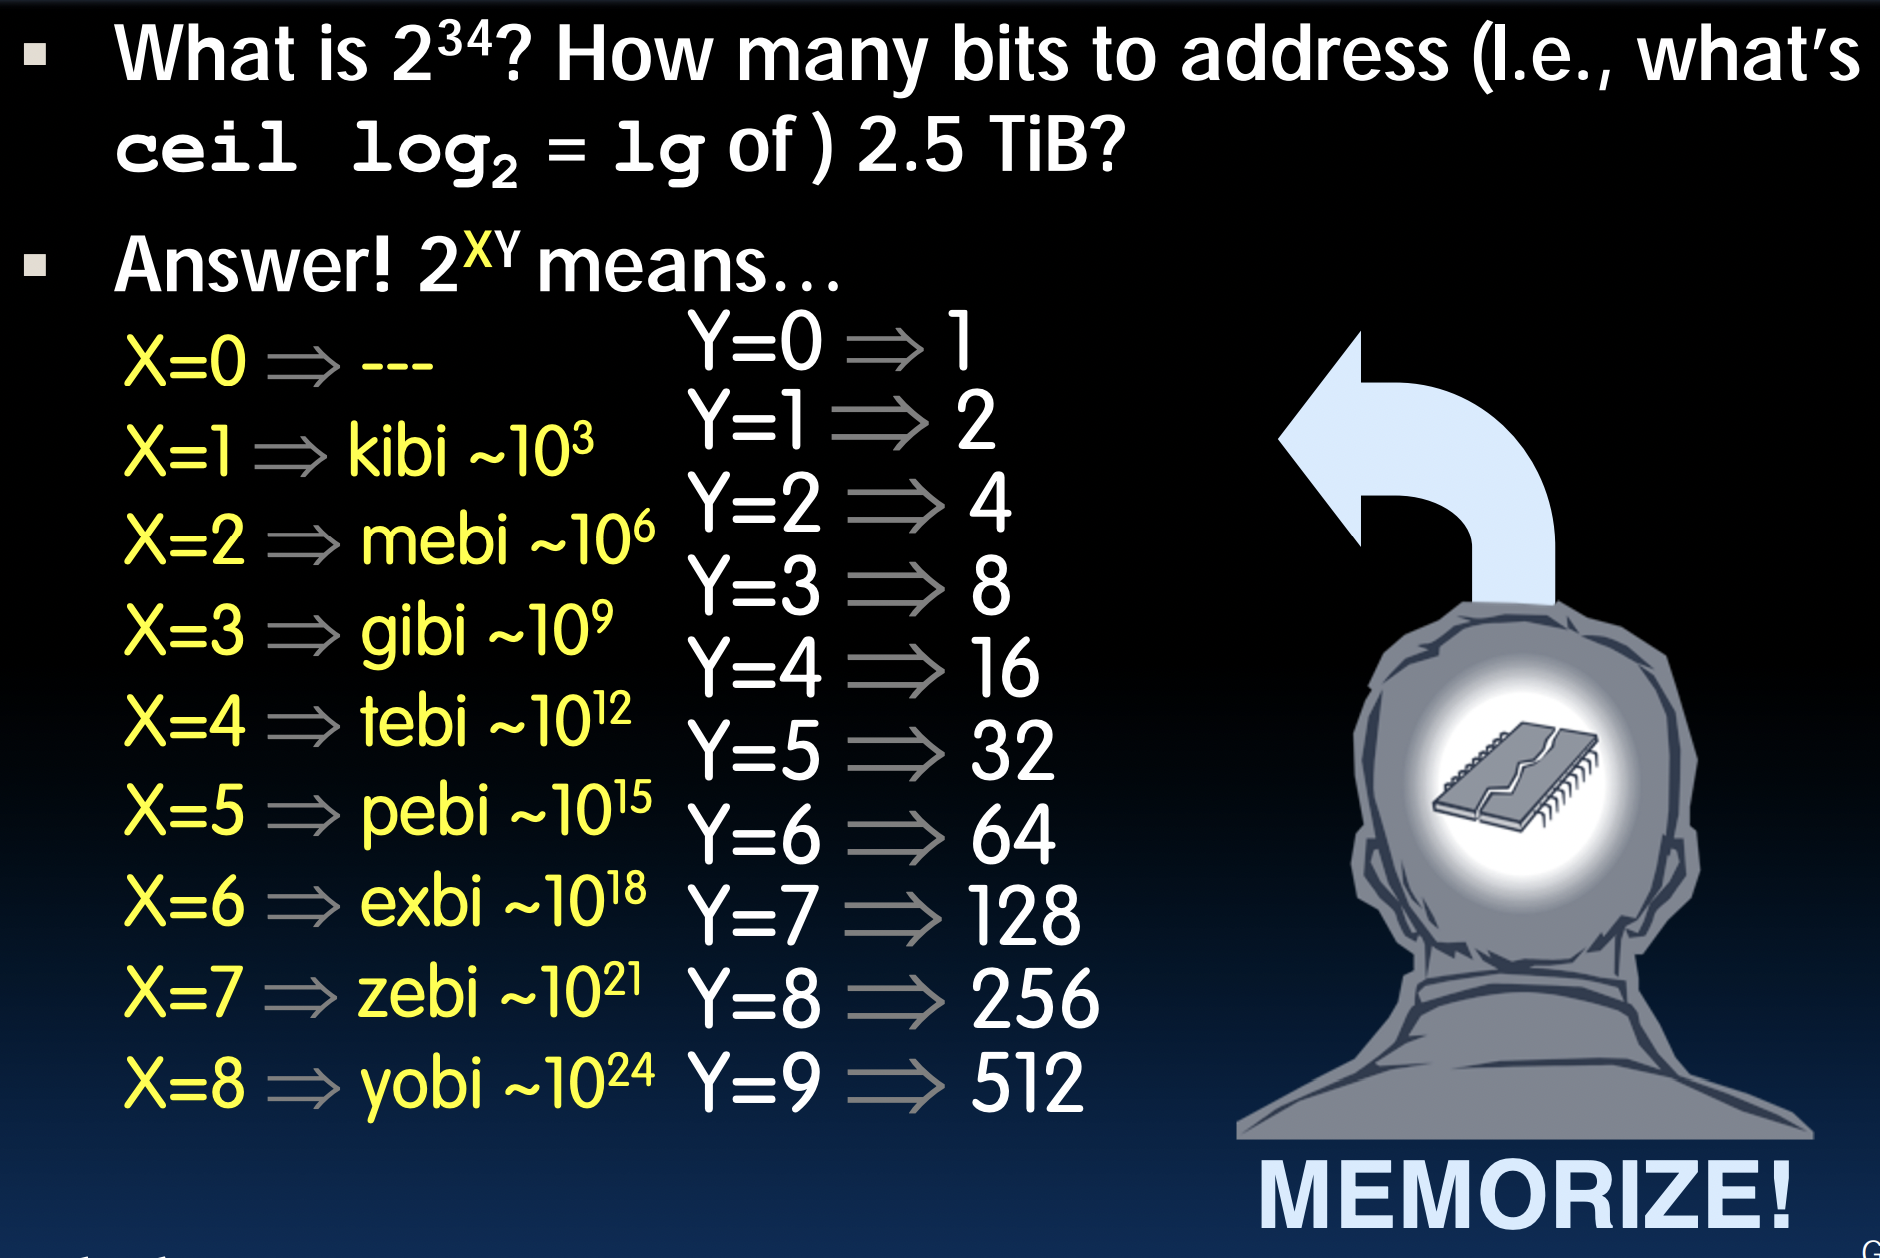 ▪ What is 2³⁴? How many bits to address (I.e., what's
ceil log₂ = lg of ) 2.5 TiB?
▪ Answer! 2ˣʸ means…
X=0 ⇒ ---
X=1 ⇒ kibi ~10³
X=2 ⇒ mebi ~10⁶
X=3 ⇒ gibi ~10⁹
X=4 ⇒ tebi ~10¹²
X=5 ⇒ pebi ~10¹⁵
X=6 ⇒ exbi ~10¹⁸
X=7 ⇒ zebi ~10²¹
X=8 ⇒ yobi ~10²⁴
Y=0 ⇒ 1
Y=1 ⇒ 2
Y=2 ⇒ 4
Y=3 ⇒ 8
Y=4 ⇒ 16
Y=5 ⇒ 32
Y=6 ⇒ 64
Y=7 ⇒ 128
Y=8 ⇒ 256
Y=9 ⇒ 512
MEMORIZE!